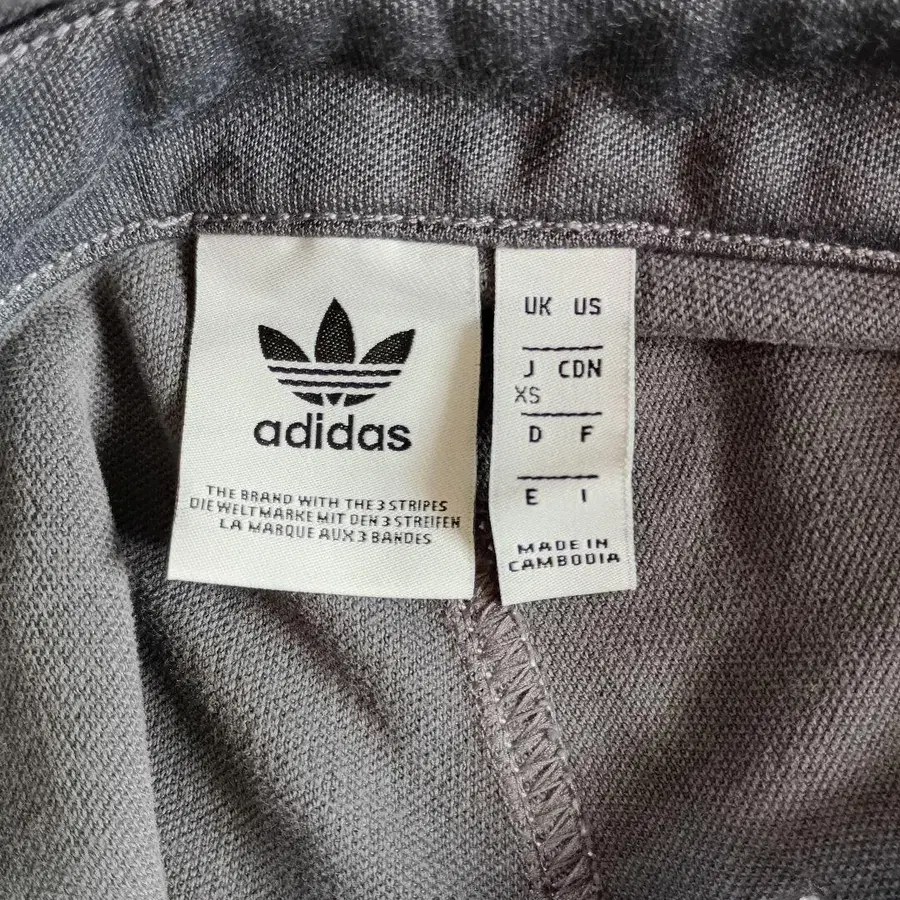 adidas
THE BRAND WITH THE 3 STRIPES
DIE WELTMARKE MIT DEN 3 STREIFEN
LA MARQUE AUX 3 BANDES
UK US
J CDN
XS
D F
E I
MADE IN
CAMBODIA